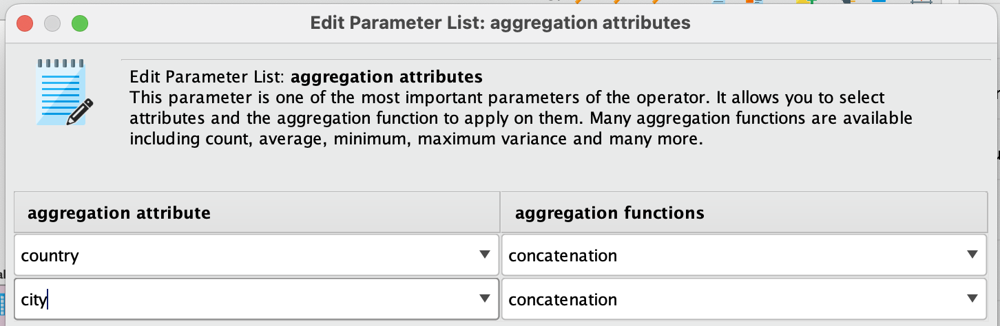 Edit Parameter List: aggregation attributes
Edit Parameter List: aggregation attributes
This parameter is one of the most important parameters of the operator. It allows you to select
attributes and the aggregation function to apply on them. Many aggregation functions are available
including count, average, minimum, maximum variance and many more.
aggregation attribute aggregation functions
country concatenation
city concatenation